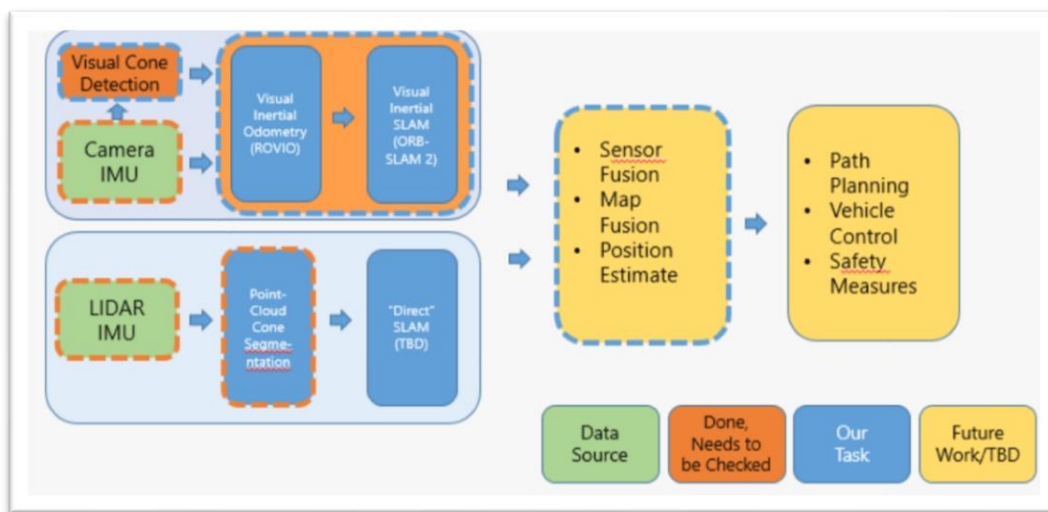 Visual Cone
Detection
Camera
IMU
Visual
Inertial
Odometry
(ROVIO)
Visual
Inertial
SLAM
(ORB-
SLAM 2)
LIDAR
IMU
Point-
Cloud
Cone
Segme-
ntation
"Direct"
SLAM
(TBD)
• Sensor
Fusion
• Map
Fusion
• Position
Estimate
• Path
Planning
• Vehicle
Control
• Safety
Measures
Data
Source
Done,
Needs to
be Checked
Our
Task
Future
Work/TBD